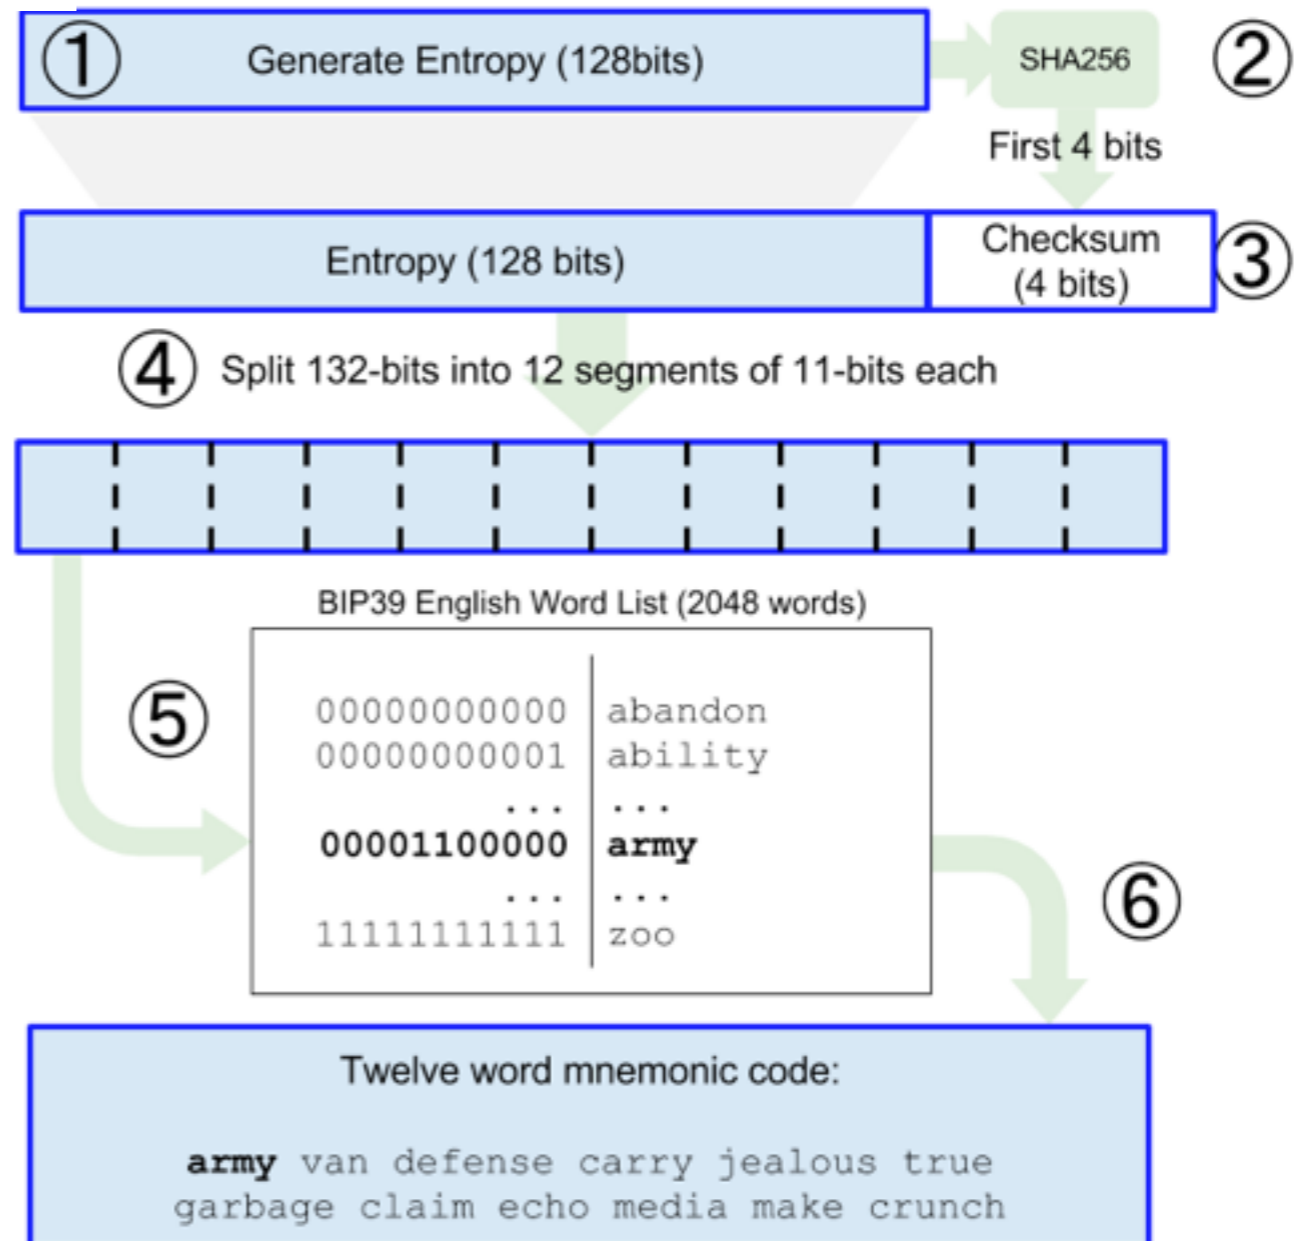 ① Generate Entropy (128bits)
SHA256 ②
First 4 bits
Entropy (128 bits)
Checksum
(4 bits)
③
④ Split 132-bits into 12 segments of 11-bits each
BIP39 English Word List (2048 words)
⑤
00000000000 abandon
00000000001 ability
... ...
00001100000 army
... ...
11111111111 zoo
⑥
Twelve word mnemonic code:
army van defense carry jealous true
garbage claim echo media make crunch